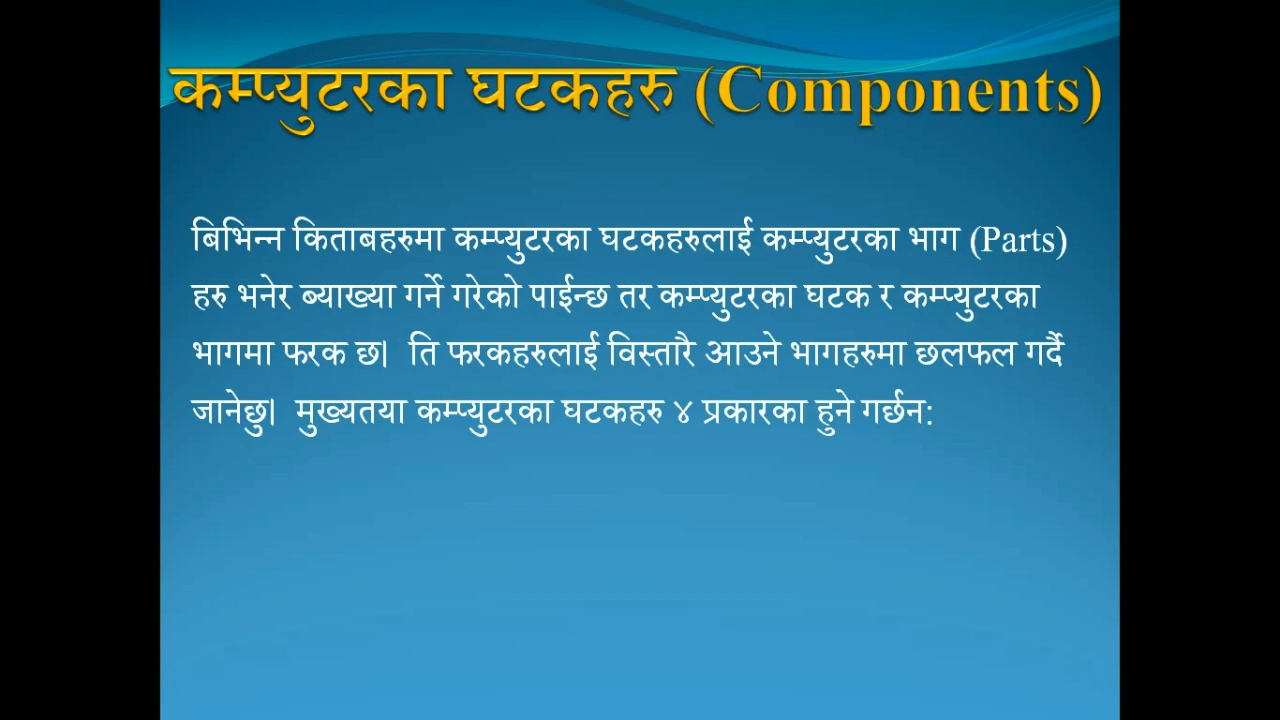 कम्प्युटरका घटकहरु (Components)
बिभिन्न किताबहरुमा कम्प्युटरका घटकहरुलाई कम्प्युटरका भाग (Parts)
हरु भनेर ब्याख्या गर्ने गरेको पाईन्छ तर कम्प्युटरका घटक र कम्प्युटरका
भागमा फरक छ। ति फरकहरुलाई विस्तारै आउने भागहरुमा छलफल गर्दै
जानेछु। मुख्यतया कम्प्युटरका घटकहरु ४ प्रकारका हुने गर्छन: